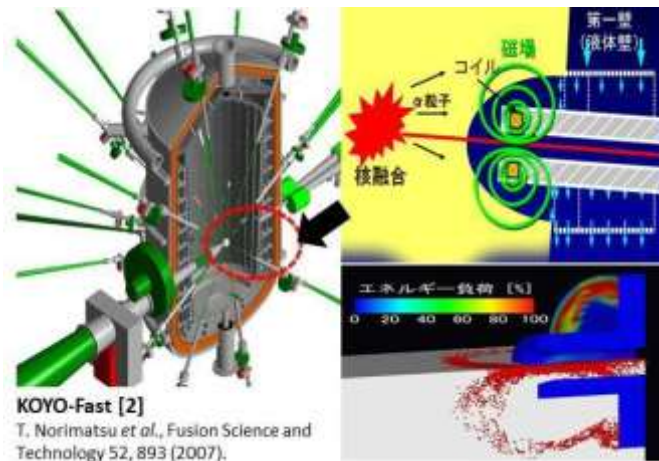 KOYO-Fast [2]
T. Norimatsu et al., Fusion Science and
Technology 52, 893 (2007).
第一壁
(液体壁)
磁場
コイル
α粒子
核融合
エネルギー負荷 [%]
0 20 40 60 80 100